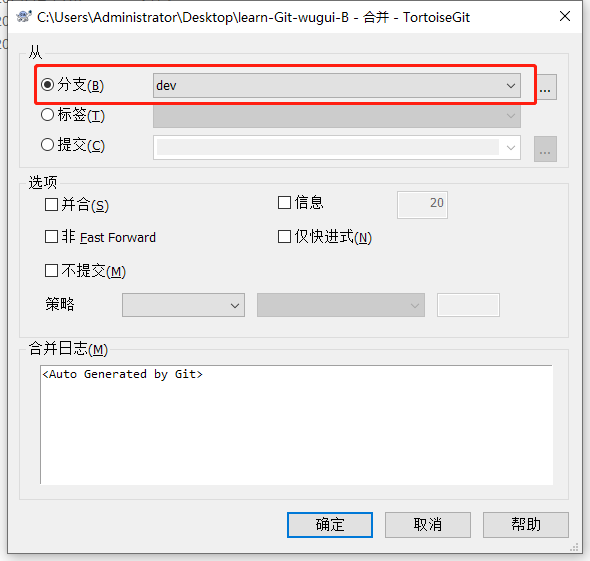 C:\Users\Administrator\Desktop\learn-Git-wugui-B - 合并 - TortoiseGit
从
分支(B) dev ...
标签(T)
提交(C) ...
选项
并合(S) 信息 20
非 Fast Forward 仅快进式(N)
不提交(M)
策略
合并日志(M)
<Auto Generated by Git>
确定 取消 帮助